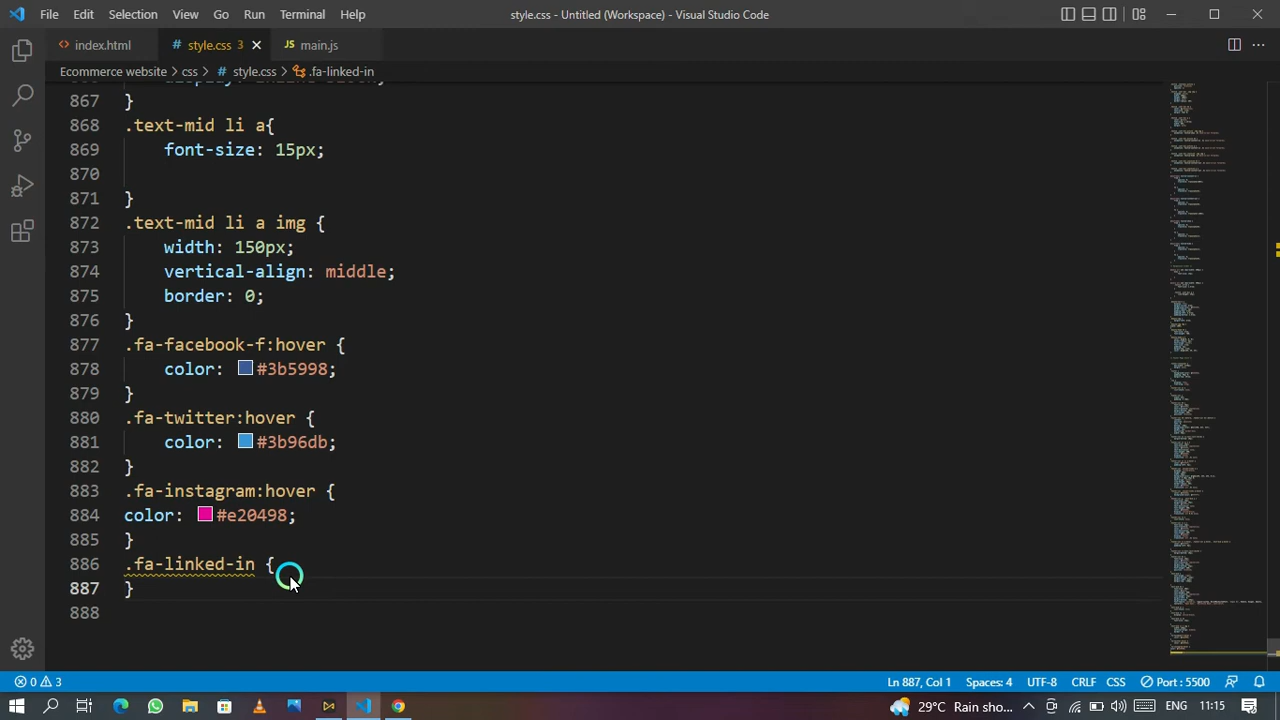 File Edit Selection View Go Run Terminal Help style.css - Untitled (Workspace) - Visual Studio Code
index.html style.css 3 main.js
Ecommerce website > css > style.css > .fa-linked-in
867 }
868 .text-mid li a{
869 font-size: 15px;
870
871 }
872 .text-mid li a img {
873 width: 150px;
874 vertical-align: middle;
875 border: 0;
876 }
877 .fa-facebook-f:hover {
878 color: #3b5998;
879 }
880 .fa-twitter:hover {
881 color: #3b96db;
882 }
883 .fa-instagram:hover {
884 color: #e20498;
885 }
886 .fa-linked-in {
887 }
888
0 3 Ln 887, Col 1 Spaces: 4 UTF-8 CRLF CSS Port : 5500
22°C Rain sho... ENG 11:15